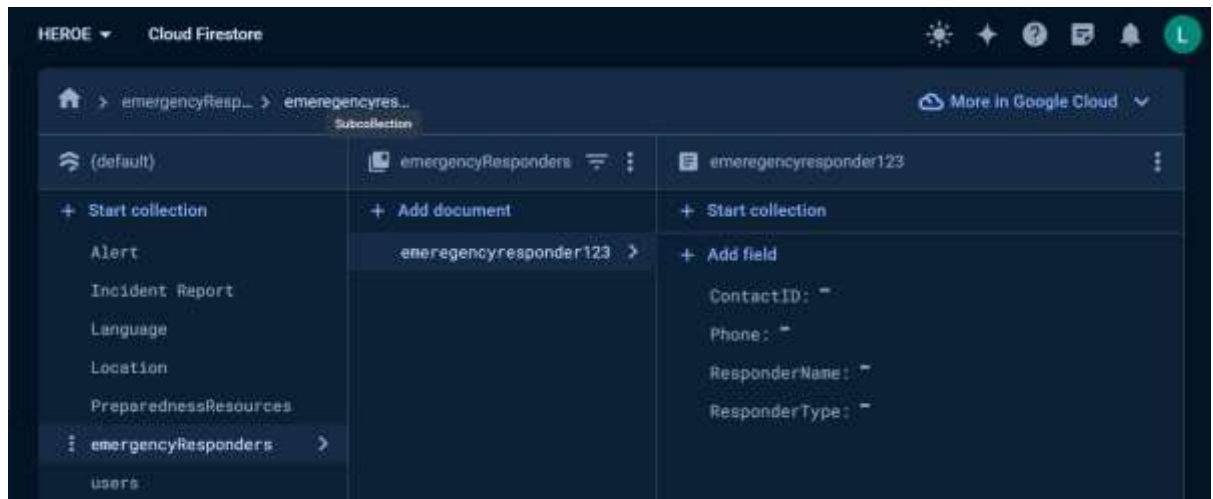 HEROE Cloud Firestore
L
emergencyResp... > emeregencyres...
More in Google Cloud
Subcollection
(default)
emergencyResponders
emeregencyresponder123
+ Start collection
+ Add document
+ Start collection
Alert
emeregencyresponder123 >
+ Add field
Incident Report
ContactID: ""
Language
Phone: ""
Location
ResponderName: ""
PreparednessResources
ResponderType: ""
emergencyResponders >
users